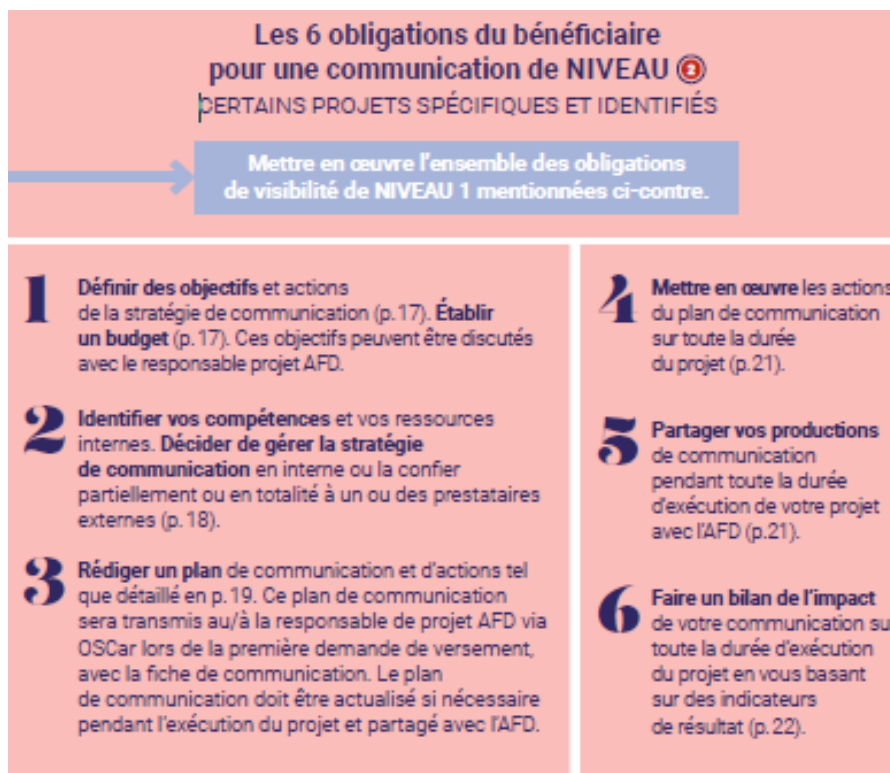 Les 6 obligations du bénéficiaire
pour une communication de NIVEAU 2
CERTAINS PROJETS SPÉCIFIQUES ET IDENTIFIÉS
Mettre en œuvre l'ensemble des obligations
de visibilité de NIVEAU 1 mentionnées ci-contre.
1 Définir des objectifs et actions
de la stratégie de communication (p. 17). Établir
un budget (p. 17). Ces objectifs peuvent être discutés
avec le responsable projet AFD.
2 Identifier vos compétences et vos ressources
internes. Décider de gérer la stratégie
de communication en interne ou la confier
partiellement ou en totalité à un ou des prestataires
externes (p. 18).
3 Rédiger un plan de communication et d'actions tel
que détaillé en p. 19. Ce plan de communication
sera transmis au/à la responsable de projet AFD via
OSCar lors de la première demande de versement,
avec la fiche de communication. Le plan
de communication doit être actualisé si nécessaire
pendant l'exécution du projet et partagé avec l'AFD.
4 Mettre en œuvre les actions
du plan de communication
sur toute la durée
du projet (p. 21).
5 Partager vos productions
de communication
pendant toute la durée
d'exécution de votre projet
avec l'AFD (p.21).
6 Faire un bilan de l'impact
de votre communication su
toute la durée d'exécution
du projet en vous basant
sur des indicateurs
de résultat (p. 22).